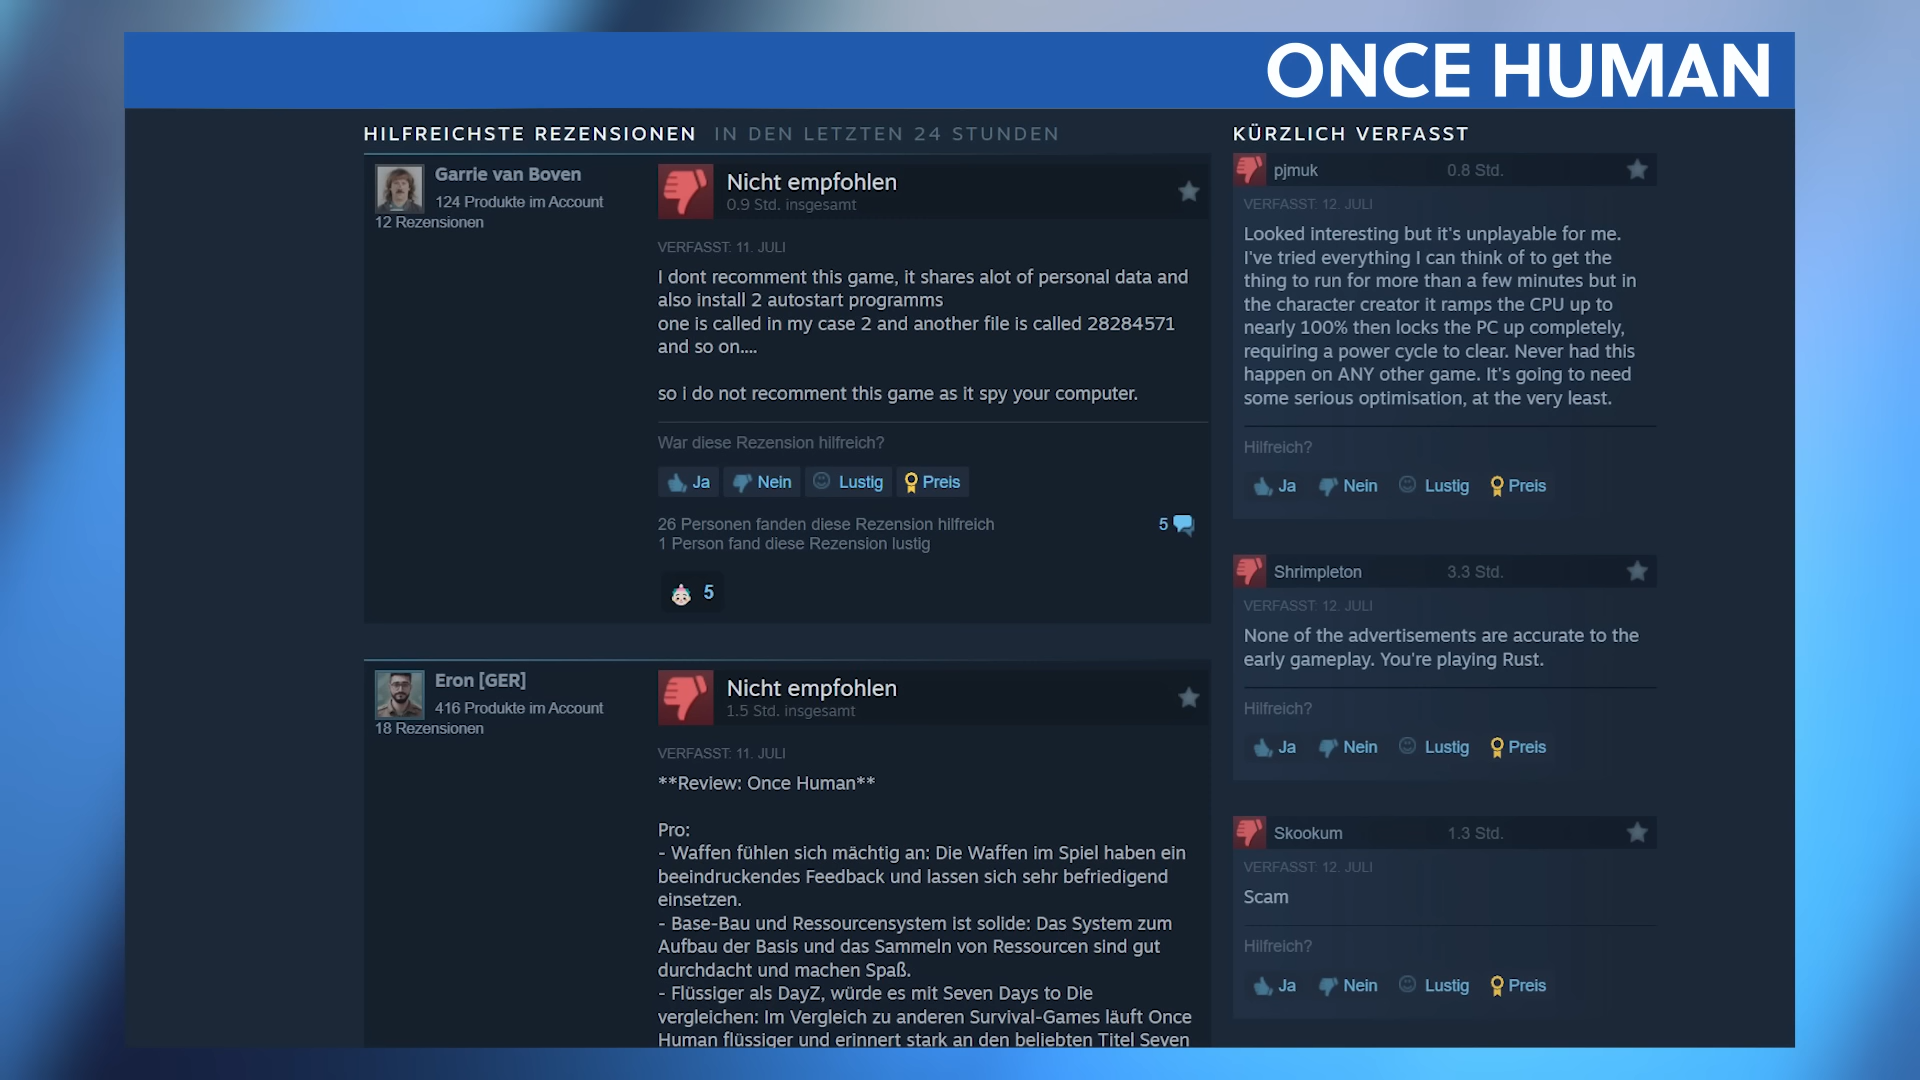 ONCE HUMAN
HILFREICHSTE REZENSIONEN IN DEN LETZTEN 24 STUNDEN
Garrie van Boven
124 Produkte im Account
12 Rezensionen
Nicht empfohlen
0.9 Std. insgesamt
VERFASST: 11. JULI
I dont recomment this game, it shares alot of personal data and
also install 2 autostart programms
one is called in my case 2 and another file is called 28284571
and so on....
so i do not recomment this game as it spy your computer.
War diese Rezension hilfreich?
Ja Nein Lustig Preis
26 Personen fanden diese Rezension hilfreich
1 Person fand diese Rezension lustig
5
5
Eron [GER]
416 Produkte im Account
18 Rezensionen
Nicht empfohlen
1.5 Std. insgesamt
VERFASST: 11. JULI
**Review: Once Human**
Pro:
- Waffen fühlen sich mächtig an: Die Waffen im Spiel haben ein
beeindruckendes Feedback und lassen sich sehr befriedigend
einsetzen.
- Base-Bau und Ressourcensystem ist solide: Das System zum
Aufbau der Basis und das Sammeln von Ressourcen sind gut
durchdacht und machen Spaß.
- Flüssiger als DayZ, würde es mit Seven Days to Die
vergleichen: Im Vergleich zu anderen Survival-Games läuft Once
Human flüssiger und erinnert stark an den beliebten Titel Seven
KÜRZLICH VERFASST
pjmuk 0.8 Std.
VERFASST: 12. JULI
Looked interesting but it's unplayable for me.
I've tried everything I can think of to get the
thing to run for more than a few minutes but in
the character creator it ramps the CPU up to
nearly 100% then locks the PC up completely,
requiring a power cycle to clear. Never had this
happen on ANY other game. It's going to need
some serious optimisation, at the very least.
Hilfreich?
Ja Nein Lustig Preis
Shrimpleton 3.3 Std.
VERFASST: 12. JULI
None of the advertisements are accurate to the
early gameplay. You're playing Rust.
Hilfreich?
Ja Nein Lustig Preis
Skookum 1.3 Std.
VERFASST: 12. JULI
Scam
Hilfreich?
Ja Nein Lustig Preis